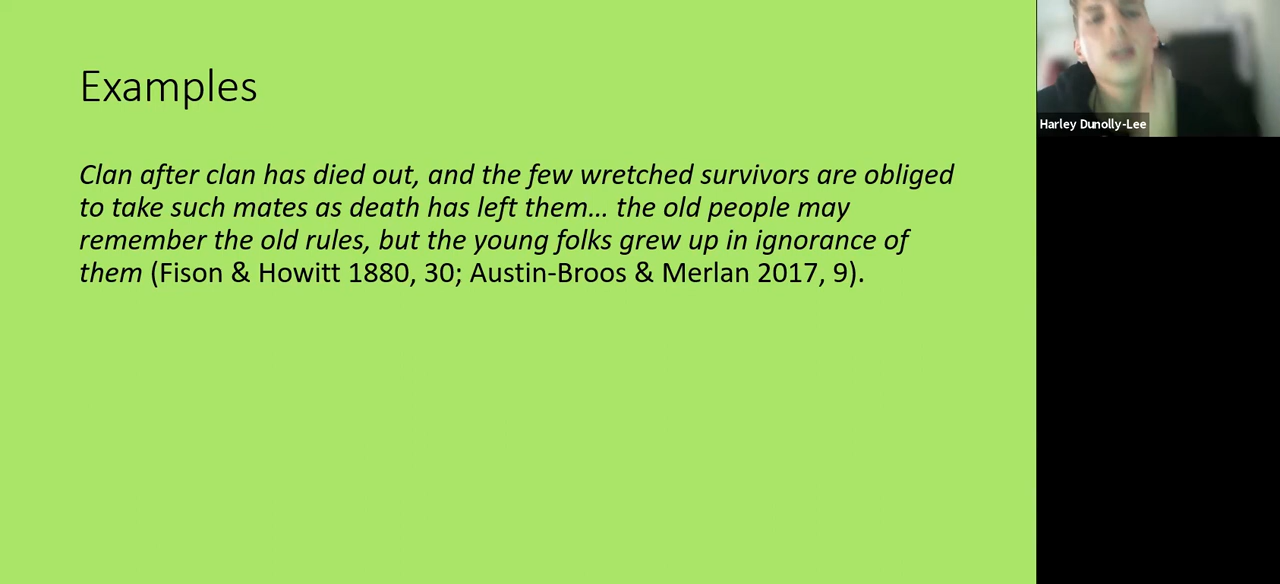 Examples
Clan after clan has died out, and the few wretched survivors are obliged
to take such mates as death has left them... the old people may
remember the old rules, but the young folks grew up in ignorance of
them (Fison & Howitt 1880, 30; Austin-Broos & Merlan 2017, 9).
Harley Dunolly-Lee